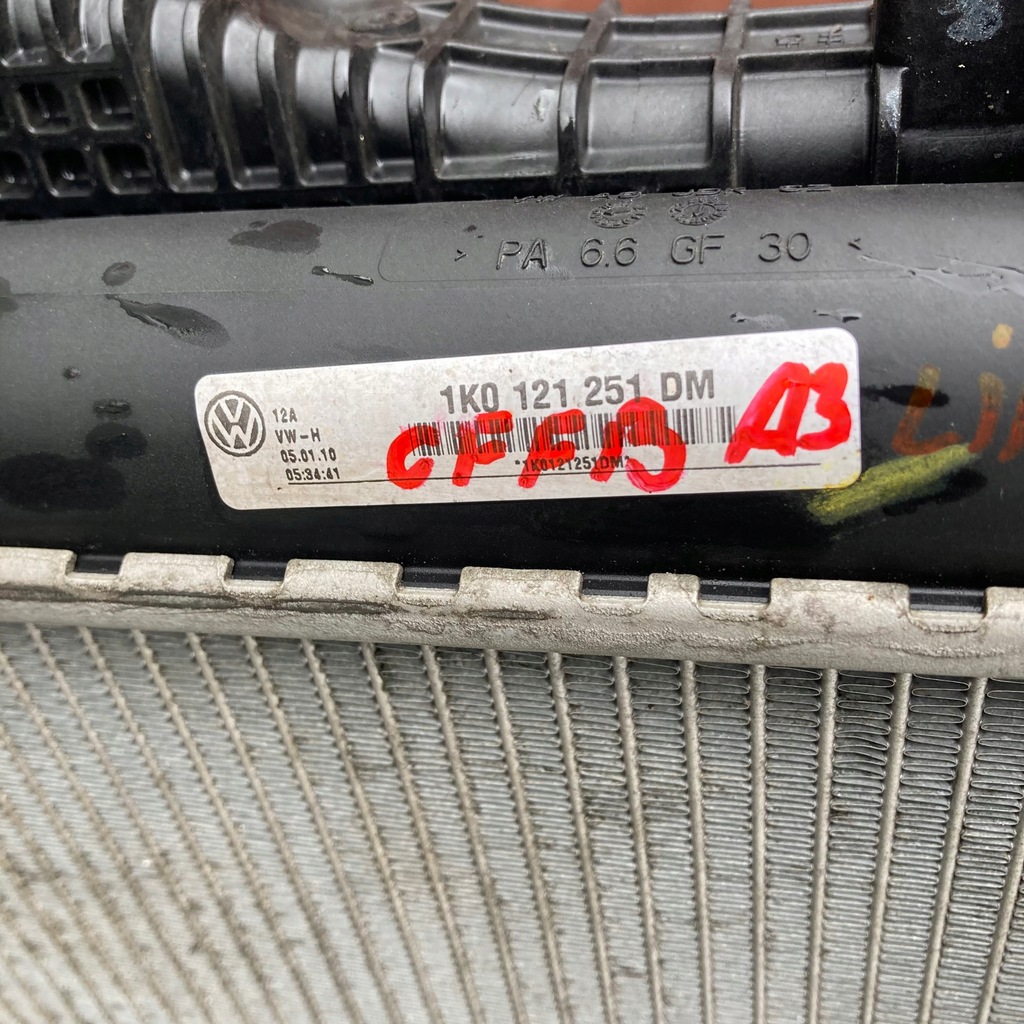 > PA 6.6 GF 30 <
1K0 121 251 DM
12A
VW-H
05.01.10
05:34:41
*1K0121251DM*
CFFB A3